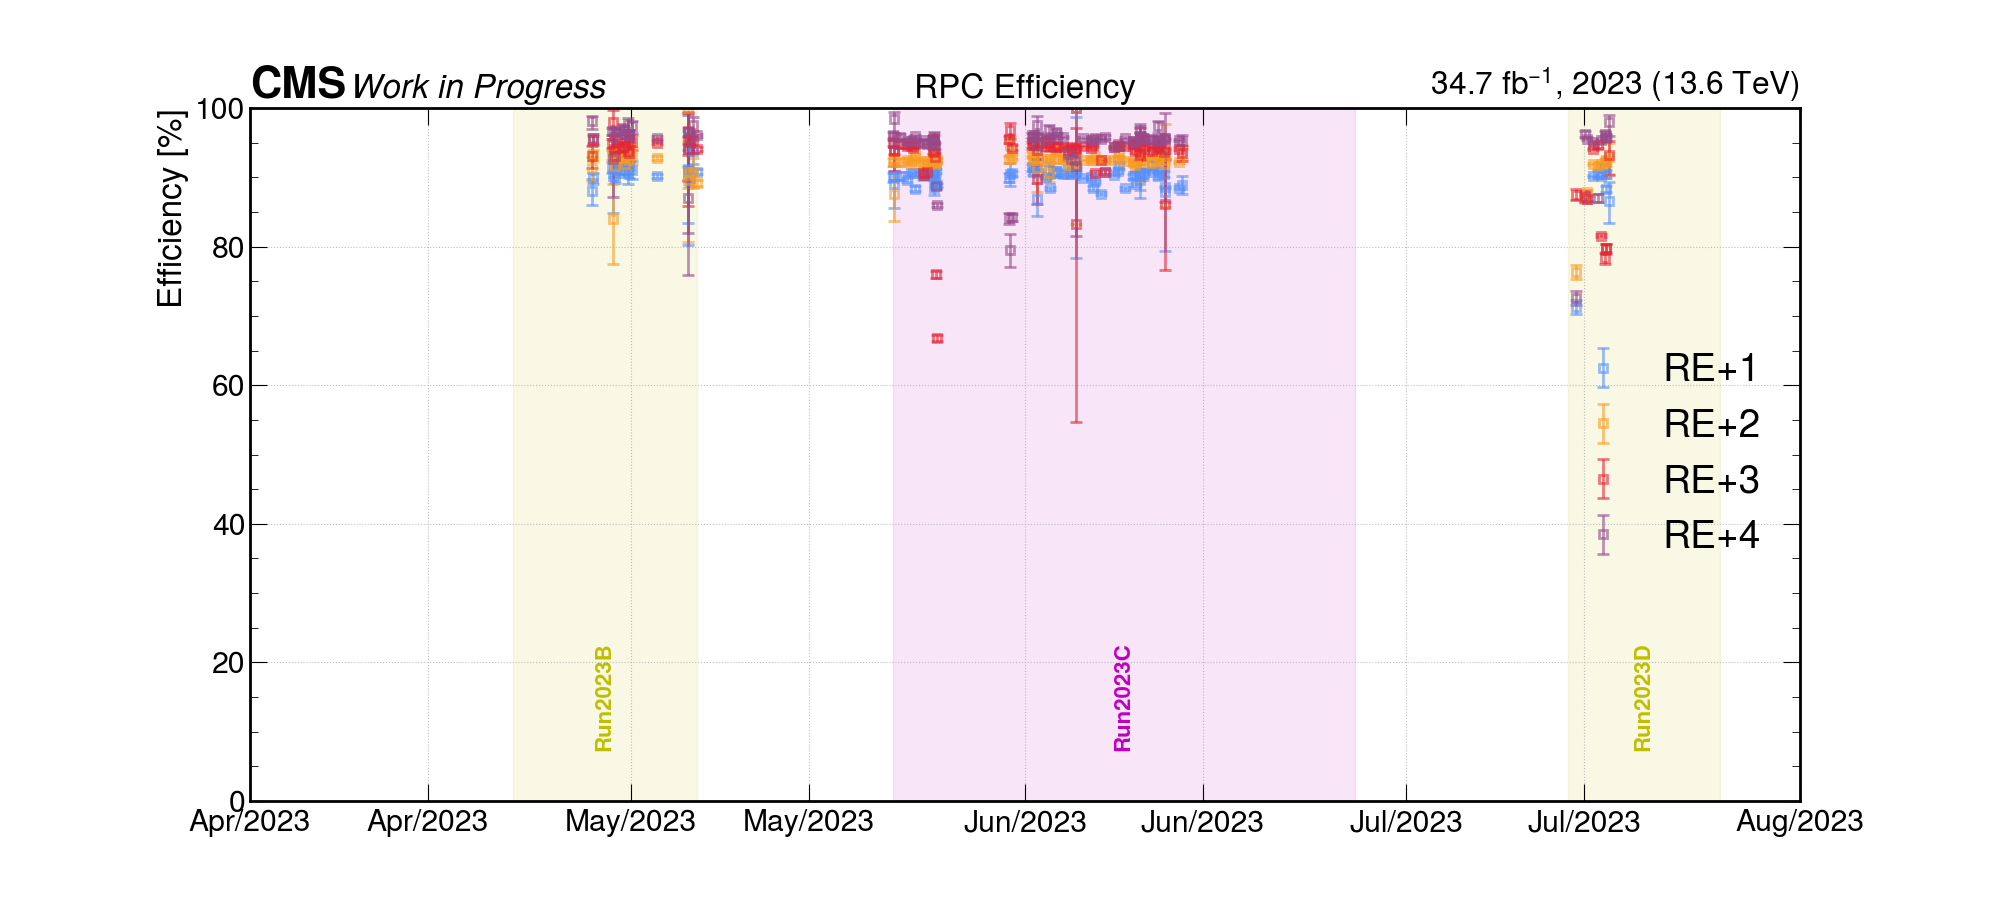 CMS Work in Progress RPC Efficiency 34.7 fb⁻¹, 2023 (13.6 TeV)
Efficiency [%]
100
80
60
40
20
0
RE+1
RE+2
RE+3
RE+4
Run2023B
Run2023C
Run2023D
Apr/2023 Apr/2023 May/2023 May/2023 Jun/2023 Jun/2023 Jul/2023 Jul/2023 Aug/2023